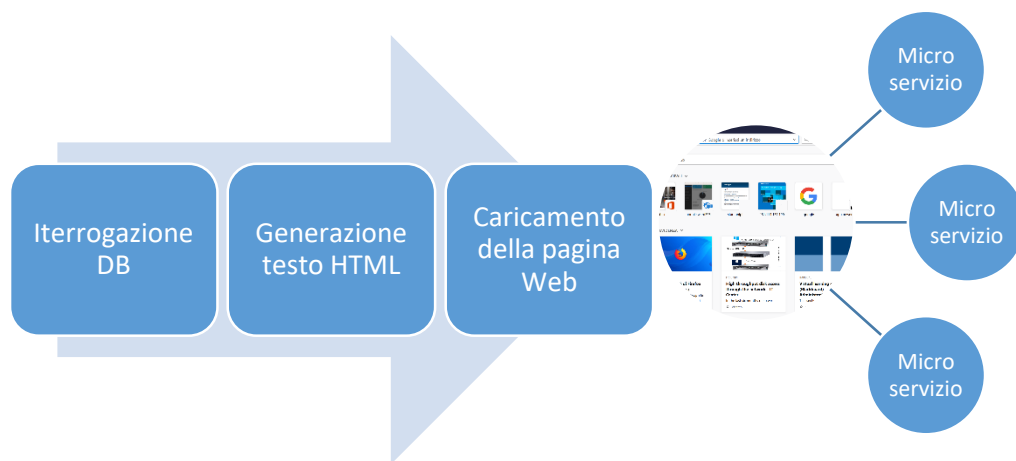 Iterrogazione
DB
Generazione
testo HTML
Caricamento
della pagina
Web
Micro
servizio
Micro
servizio
Micro
servizio